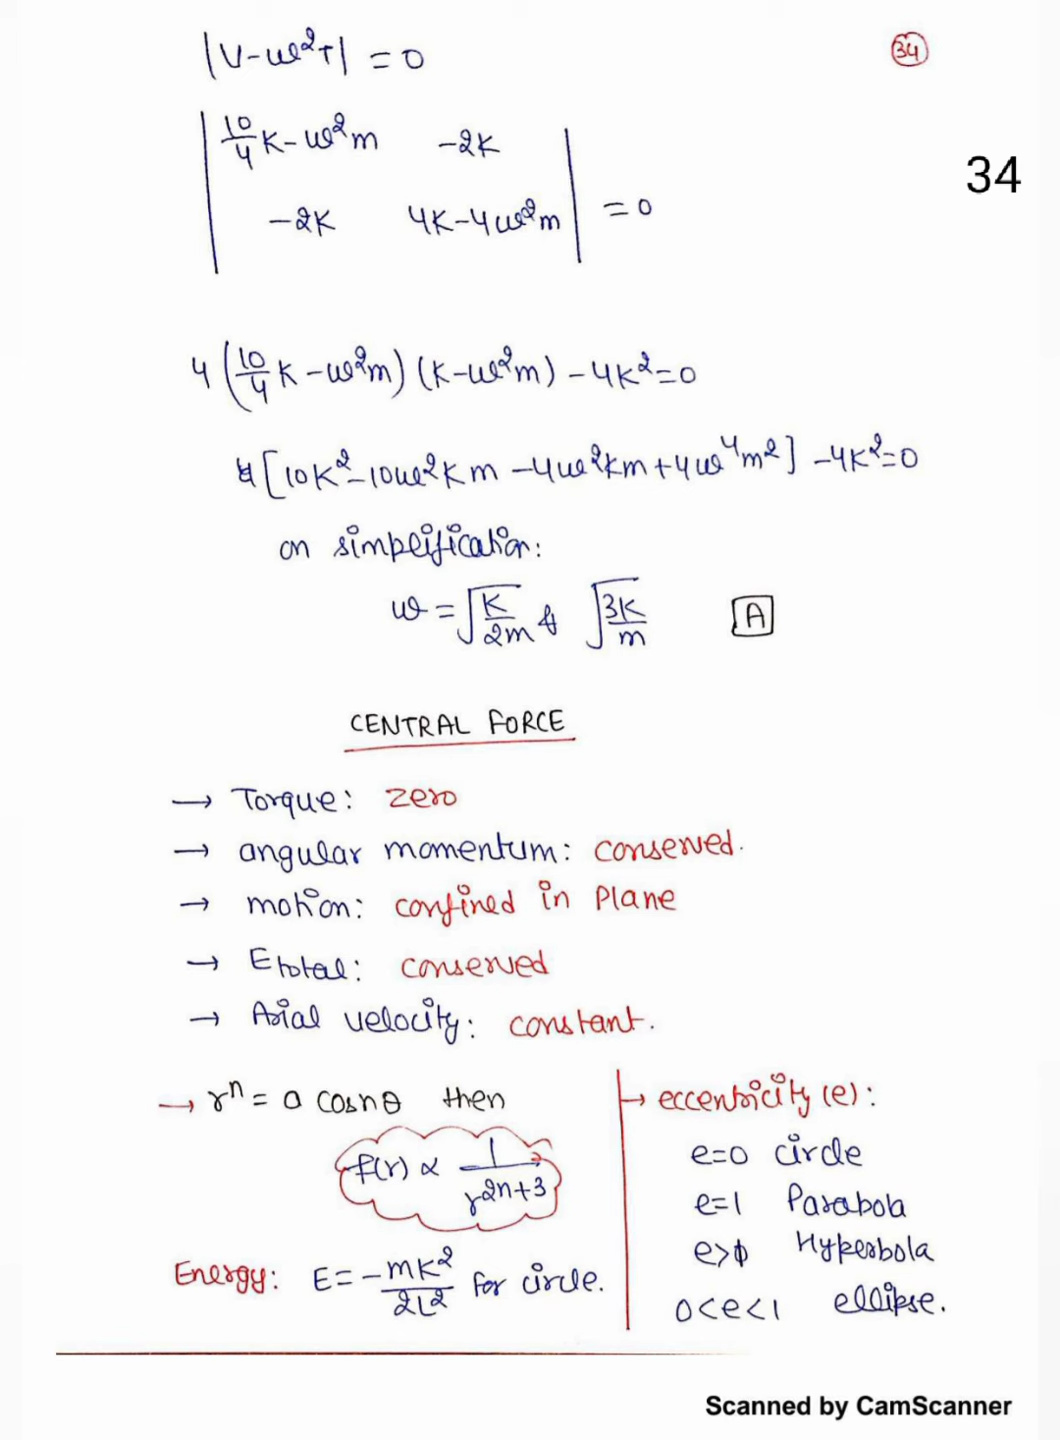 |V-ω²T| = 0
34
| 10/4 K-ω²m -2K |
34
| -2K 4K-4ω²m | = 0
4(10/4 K-ω²m)(K-ω²m)-4K²=0
4[10K²-10ω²Km-4ω²Km+4ω⁴m²]-4K²=0
on simplification:
ω = √(K/2m) & √(3K/m) A
CENTRAL FORCE
→ Torque: zero
→ angular momentum: conserved.
→ motion: confined in Plane
→ Etotal: conserved
→ Arial velocity: constant.
→ rⁿ = a cosnθ then
f(r) ∝ 1/r²ⁿ⁺³
Energy: E = -mK²/2L² for circle.
→ eccentricity (e):
e=0 circle
e=1 Parabola
e>1 Hyperbola
0<e<1 ellipse.
Scanned by CamScanner